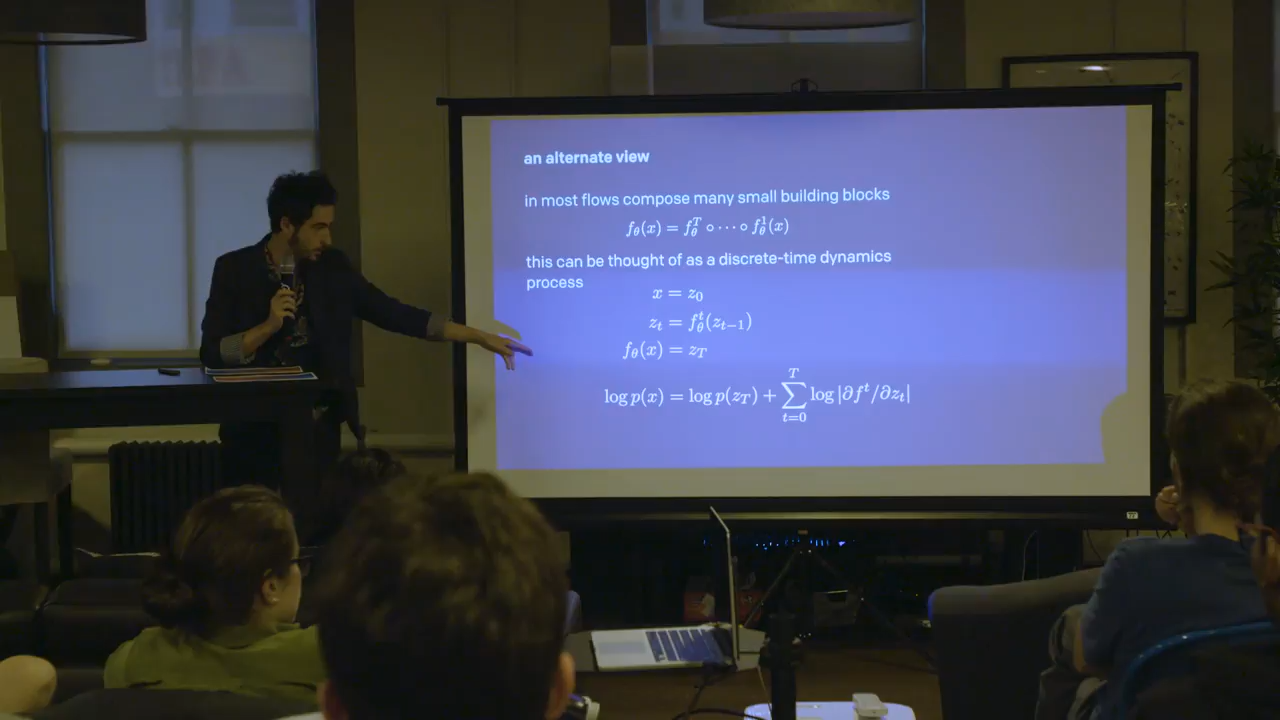 an alternate view
in most flows compose many small building blocks
f_θ(x) = f_θ^T ∘ ⋯ ∘ f_θ^1(x)
this can be thought of as a discrete-time dynamics
process
x = z_0
z_t = f_θ^t(z_{t−1})
f_θ(x) = z_T
log p(x) = log p(z_T) + ∑_{t=0}^{T} log |∂f^t/∂z_t|